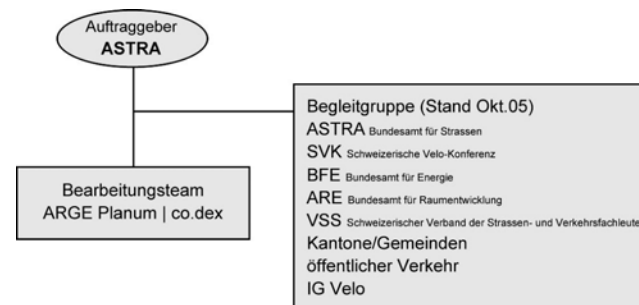 Auftraggeber
ASTRA
Begleitgruppe (Stand Okt.05)
ASTRA Bundesamt für Strassen
SVK Schweizerische Velo-Konferenz
BFE Bundesamt für Energie
ARE Bundesamt für Raumentwicklung
VSS Schweizerischer Verband der Strassen- und Verkehrsfachleute
Kantone/Gemeinden
öffentlicher Verkehr
IG Velo
Bearbeitungsteam
ARGE Planum | co.dex